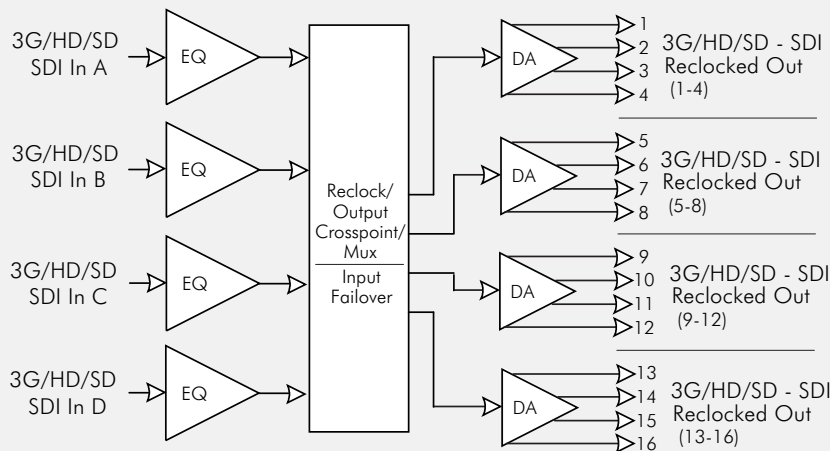 3G/HD/SD
SDI In A
EQ
3G/HD/SD
SDI In B
EQ
3G/HD/SD
SDI In C
EQ
3G/HD/SD
SDI In D
EQ
Reclock/
Output
Crosspoint/
Mux
Input
Failover
DA
1
2
3
4
3G/HD/SD - SDI
Reclocked Out
(1-4)
DA
5
6
7
8
3G/HD/SD - SDI
Reclocked Out
(5-8)
DA
9
10
11
12
3G/HD/SD - SDI
Reclocked Out
(9-12)
DA
13
14
15
16
3G/HD/SD - SDI
Reclocked Out
(13-16)